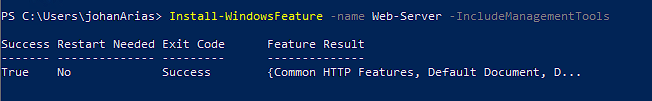 PS C:\Users\johanArias> Install-WindowsFeature -name Web-Server -IncludeManagementTools
Success Restart Needed Exit Code      Feature Result
------- -------------- ---------      --------------
True    No             Success        {Common HTTP Features, Default Document, D...